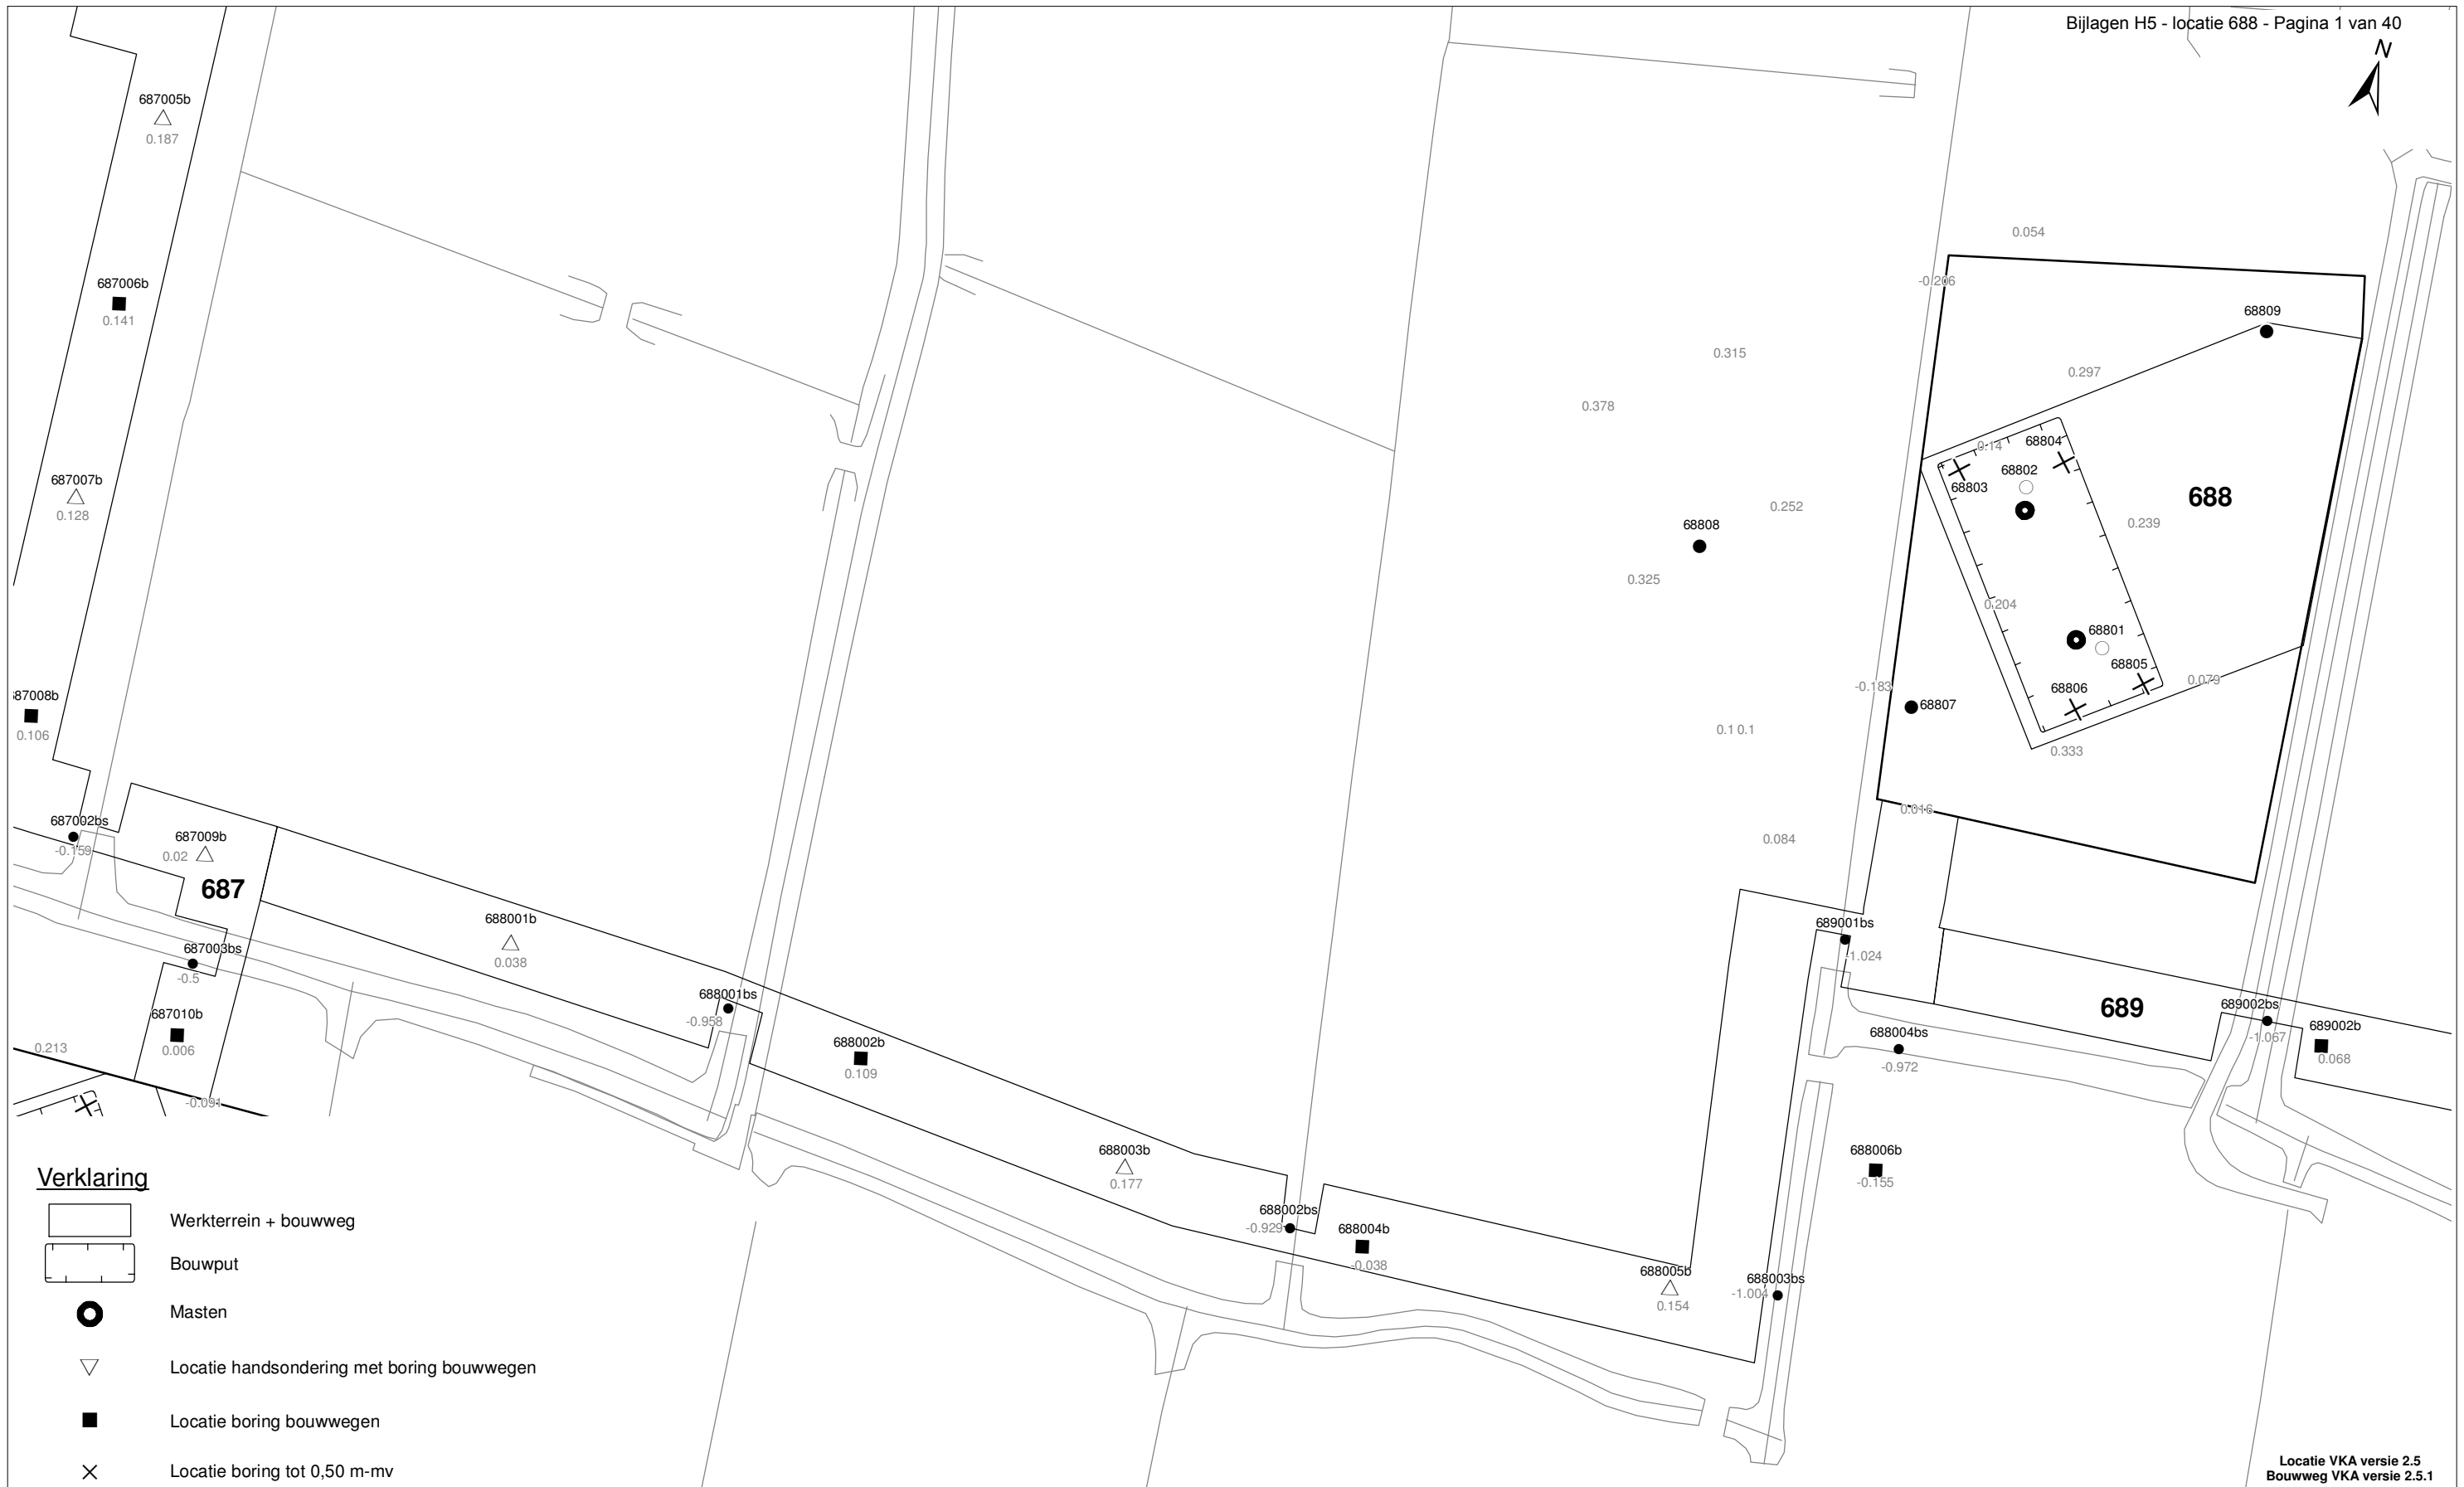 Bijlagen H5 - locatie 688 - Pagina 1 van 40
N
687005b
0.187
0.054
-0.206
687006b
0.141
68809
0.315
0.297
0.378
0.14
68804
68802
68803
687007b
0.128
688
0.252
0.239
68808
0.325
0.204
68801
68805
0.079
68806
-0.183
68807
687008b
0.106
0.1 0.1
0.333
0.016
687002bs
-0.159
687009b
0.02
0.084
687
688001b
0.038
689001bs
-1.024
687003bs
-0.5
688001bs
-0.958
689
689002bs
-1.067
689002b
0.068
687010b
0.006
0.213
-0.091
688002b
0.109
688004bs
-0.972
688003b
0.177
688006b
-0.155
688002bs
-0.929
688004b
-0.038
688005b
0.154
688003bs
-1.004
Verklaring
Werkterrein + bouwweg
Bouwput
Masten
Locatie handsondering met boring bouwwegen
Locatie boring bouwwegen
Locatie boring tot 0,50 m-mv
Locatie VKA versie 2.5
Bouwweg VKA versie 2.5.1